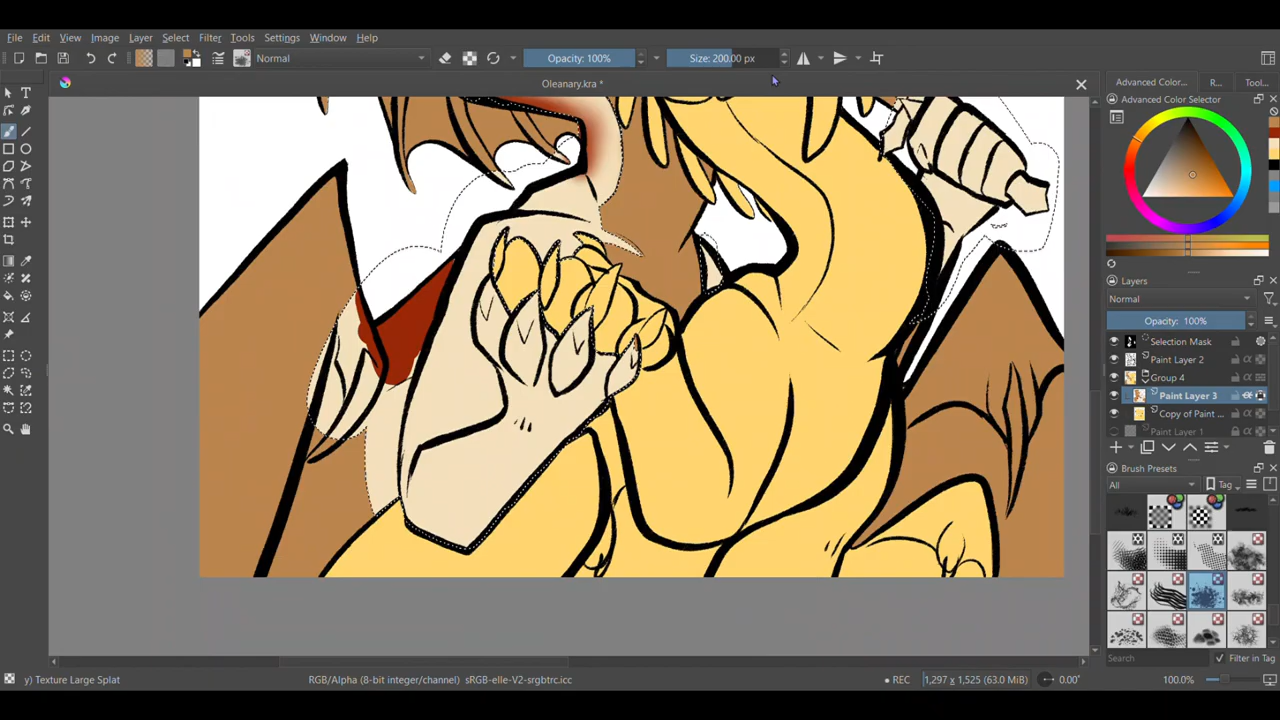 File Edit View Image Layer Select Filter Tools Settings Window Help
Normal Opacity: 100% Size: 200.00 px
Oleanary.kra *
Advanced Color... R... Tool...
Advanced Color Selector
Layers
Normal
Opacity: 100%
Selection Mask
Paint Layer 2
Group 4
Paint Layer 3
Copy of Paint ...
Paint Layer 1
Brush Presets
All Tag
Search Filter in Tag
y) Texture Large Splat RGB/Alpha (8-bit integer/channel) sRGB-elle-V2-srgbtrc.icc REC 1,297 x 1,525 (63.0 MiB) 0.00° 100.0%